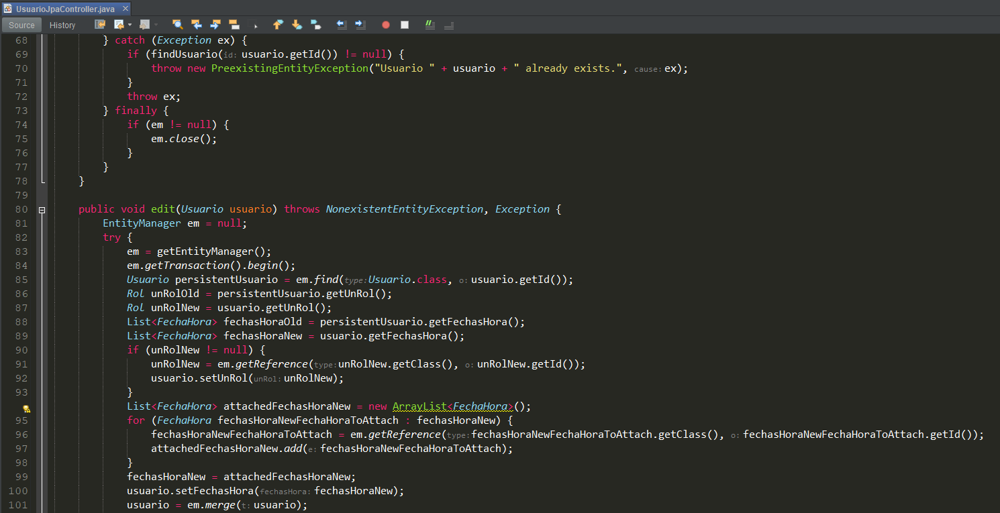 UsuarioJpaController.java ×
Source History
68 } catch (Exception ex) {
69 if (findUsuario(id: usuario.getId()) != null) {
70 throw new PreexistingEntityException("Usuario " + usuario + " already exists.", cause: ex);
71 }
72 throw ex;
73 } finally {
74 if (em != null) {
75 em.close();
76 }
77 }
78 }
79
80 public void edit(Usuario usuario) throws NonexistentEntityException, Exception {
81 EntityManager em = null;
82 try {
83 em = getEntityManager();
84 em.getTransaction().begin();
85 Usuario persistentUsuario = em.find(type:Usuario.class, o: usuario.getId());
86 Rol unRolOld = persistentUsuario.getUnRol();
87 Rol unRolNew = usuario.getUnRol();
88 List<FechaHora> fechasHoraOld = persistentUsuario.getFechasHora();
89 List<FechaHora> fechasHoraNew = usuario.getFechasHora();
90 if (unRolNew != null) {
91 unRolNew = em.getReference(type:unRolNew.getClass(), o: unRolNew.getId());
92 usuario.setUnRol(unRol: unRolNew);
93 }
List<FechaHora> attachedFechasHoraNew = new ArrayList<FechaHora>();
95 for (FechaHora fechasHoraNewFechaHoraToAttach : fechasHoraNew) {
96 fechasHoraNewFechaHoraToAttach = em.getReference(type:fechasHoraNewFechaHoraToAttach.getClass(), o: fechasHoraNewFechaHoraToAttach.getId());
97 attachedFechasHoraNew.add(e: fechasHoraNewFechaHoraToAttach);
98 }
99 fechasHoraNew = attachedFechasHoraNew;
100 usuario.setFechasHora(fechasHora: fechasHoraNew);
101 usuario = em.merge(t: usuario);